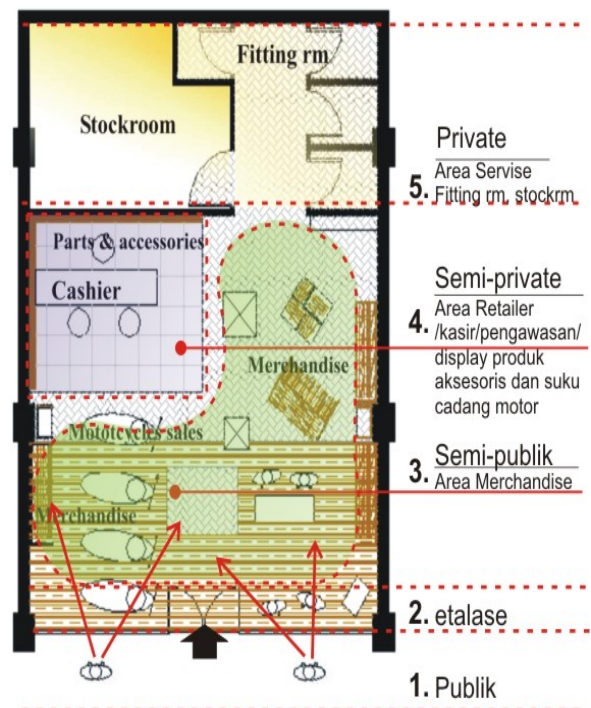 Fitting rm
Stockroom
Parts & accessories
Cashier
Merchandise
Mototcycles sales
Merchandise
Private
5. Area Servise
Fitting rm, stockrm
Semi-private
4. Area Retailer
/kasir/pengawasan/
display produk
aksesoris dan suku
cadang motor
3. Semi-publik
Area Merchandise
2. etalase
1. Publik